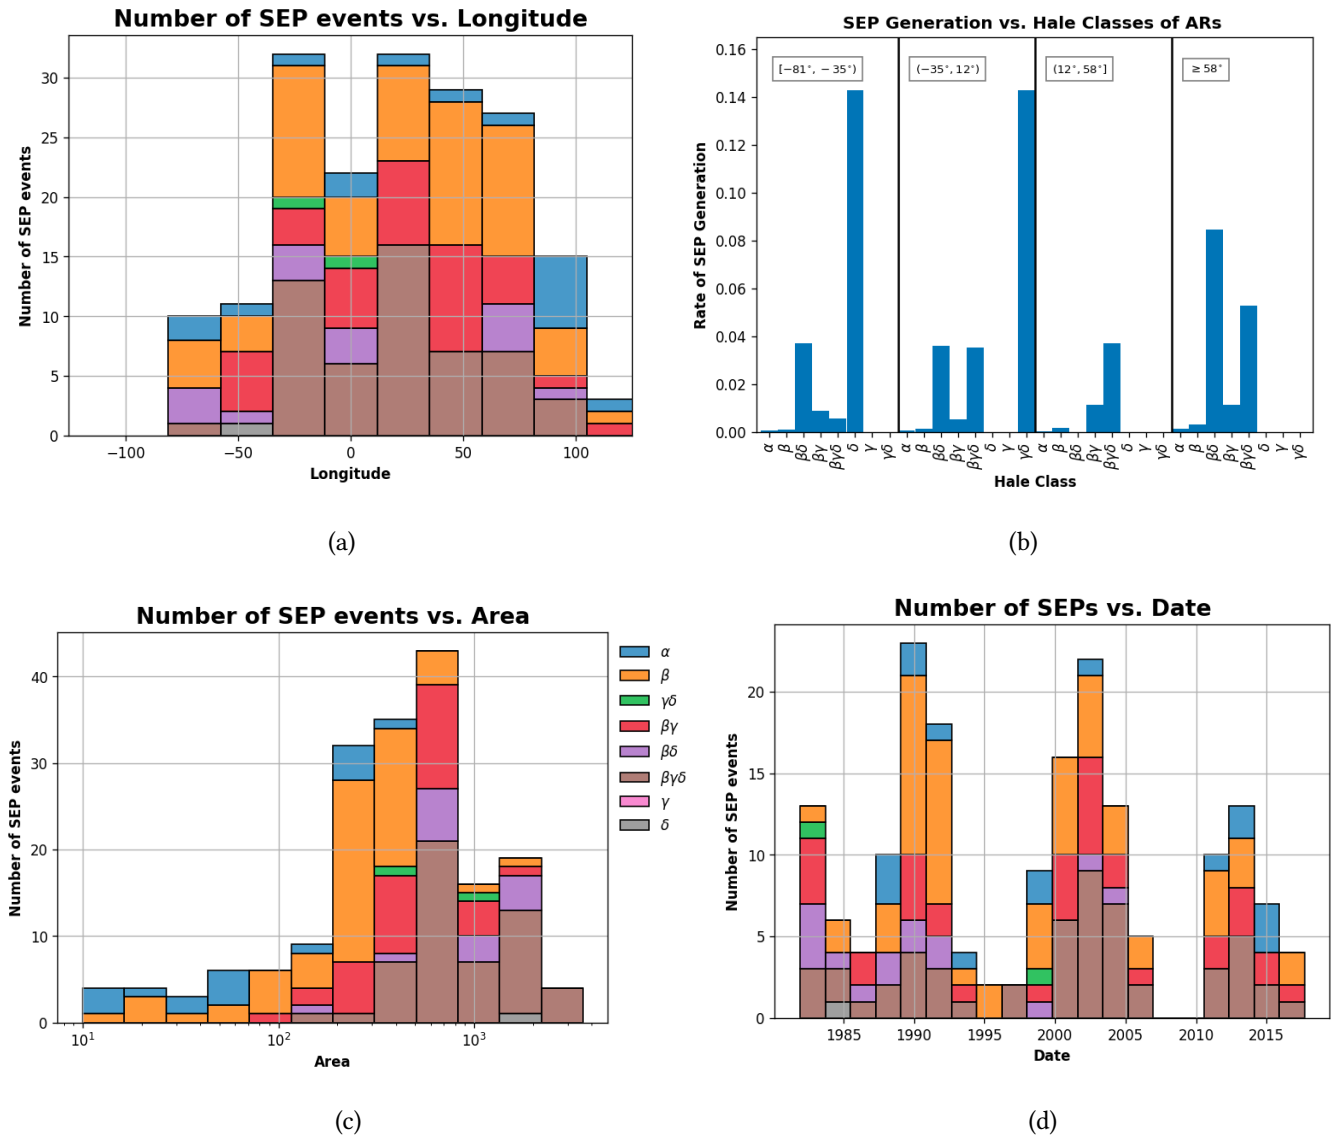 Number of SEP events vs. Longitude
Number of SEP events
30
25
20
15
10
5
0
−100
−50
0
50
100
Longitude
(a)
SEP Generation vs. Hale Classes of ARs
Rate of SEP Generation
0.16
0.14
0.12
0.10
0.08
0.06
0.04
0.02
0.00
[−81°, −35°)
(−35°, 12°)
(12°, 58°]
≥58°
α β βδ βγ βγδ δ γ γδ α β βδ βγ βγδ δ γ γδ α β βδ βγ βγδ δ γ γδ α β βδ βγ βγδ δ γ γδ
Hale Class
(b)
Number of SEP events vs. Area
Number of SEP events
40
30
20
10
0
10¹
10²
10³
Area
α
β
γδ
βγ
βδ
βγδ
γ
δ
(c)
Number of SEPs vs. Date
Number of SEP events
20
15
10
5
0
1985
1990
1995
2000
2005
2010
2015
Date
(d)